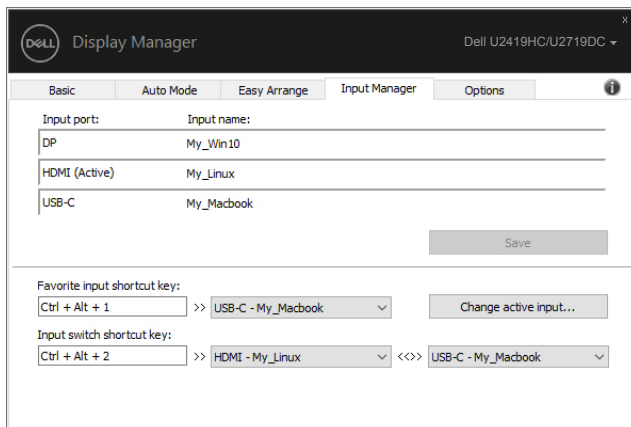 x
DELL Display Manager Dell U2419HC/U2719DC
Basic Auto Mode Easy Arrange Input Manager Options i
Input port: Input name:
DP My_Win10
HDMI (Active) My_Linux
USB-C My_Macbook
Save
Favorite input shortcut key:
Ctrl + Alt + 1 >> USB-C - My_Macbook Change active input...
Input switch shortcut key:
Ctrl + Alt + 2 >> HDMI - My_Linux <<>> USB-C - My_Macbook